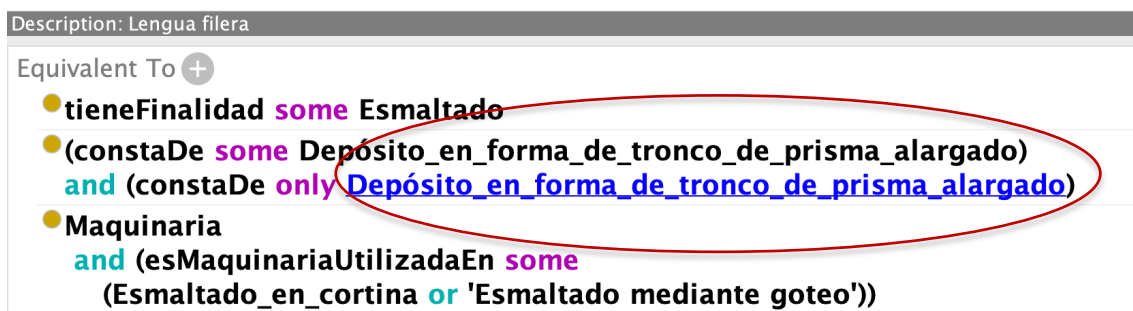 Description: Lengua filera
Equivalent To
tieneFinalidad some Esmaltado
(constaDe some Depósito_en_forma_de_tronco_de_prisma_alargado)
and (constaDe only Depósito_en_forma_de_tronco_de_prisma_alargado)
Maquinaria
and (esMaquinariaUtilizadaEn some
(Esmaltado_en_cortina or 'Esmaltado mediante goteo'))